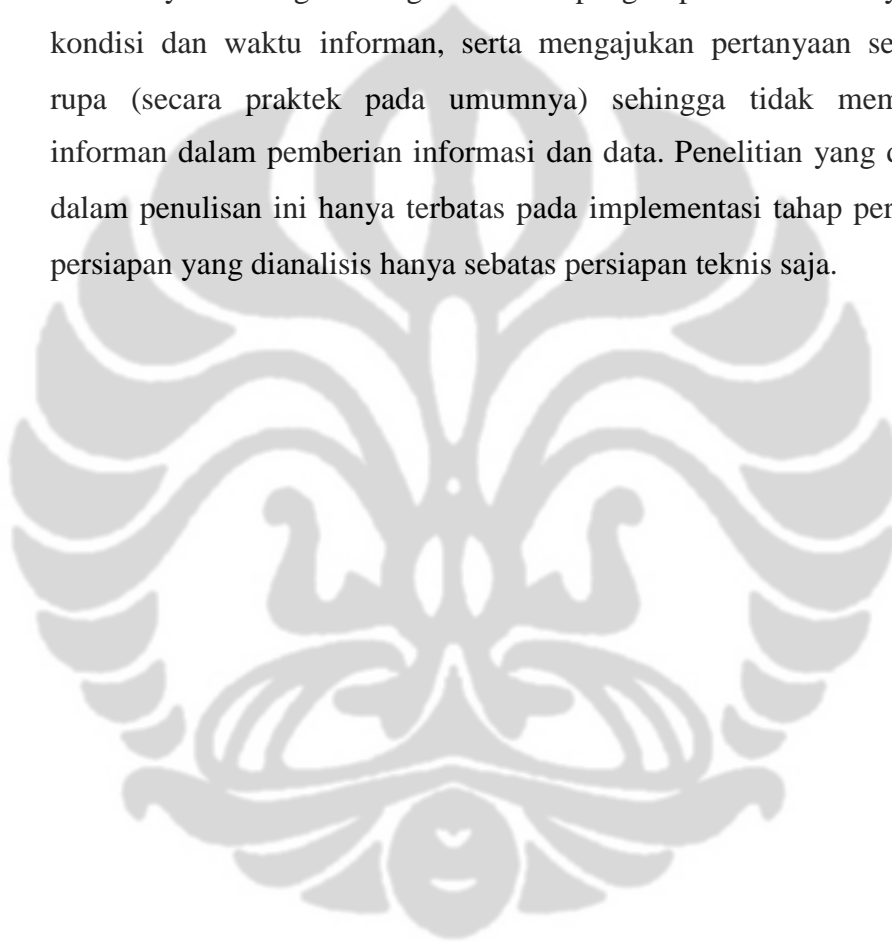 kondisi dan waktu informan, serta mengajukan pertanyaan se
rupa (secara praktek pada umumnya) sehingga tidak mem
informan dalam pemberian informasi dan data. Penelitian yang d
dalam penulisan ini hanya terbatas pada implementasi tahap per
persiapan yang dianalisis hanya sebatas persiapan teknis saja.